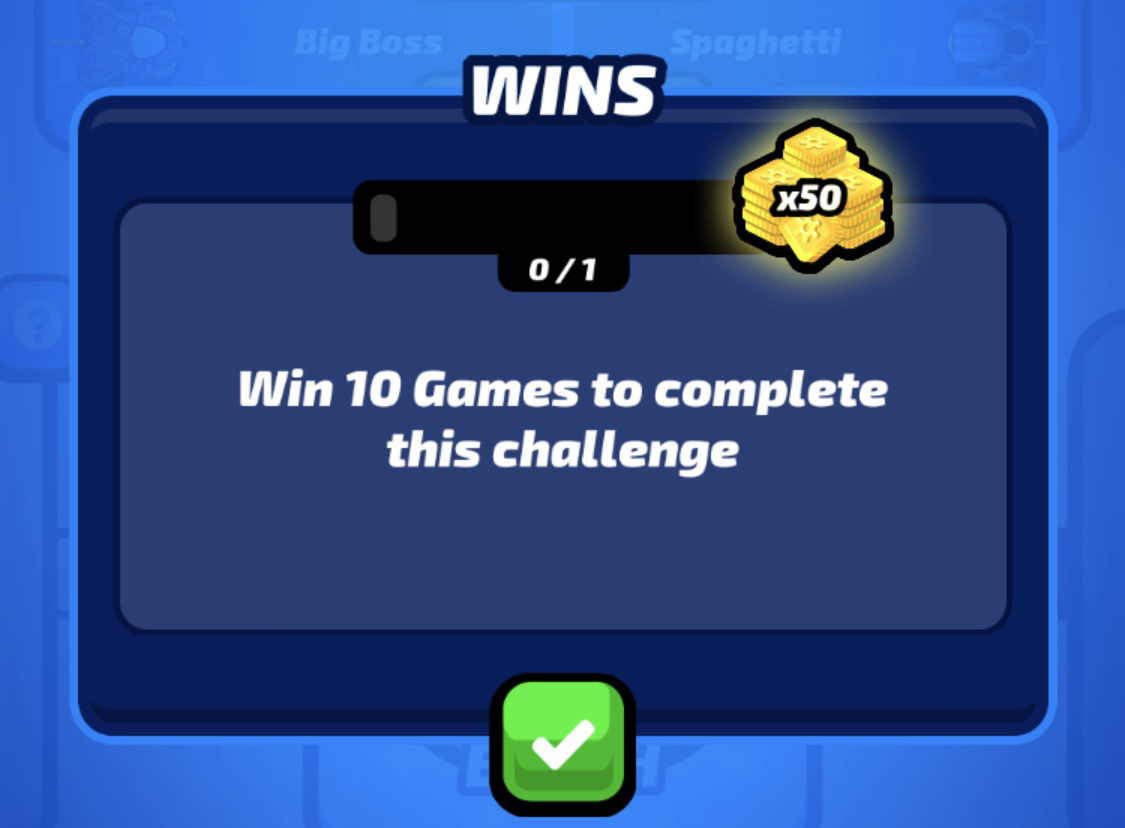 Big Boss
Spaghetti
WINS
x50
0 / 1
?
Win 10 Games to complete
this challenge